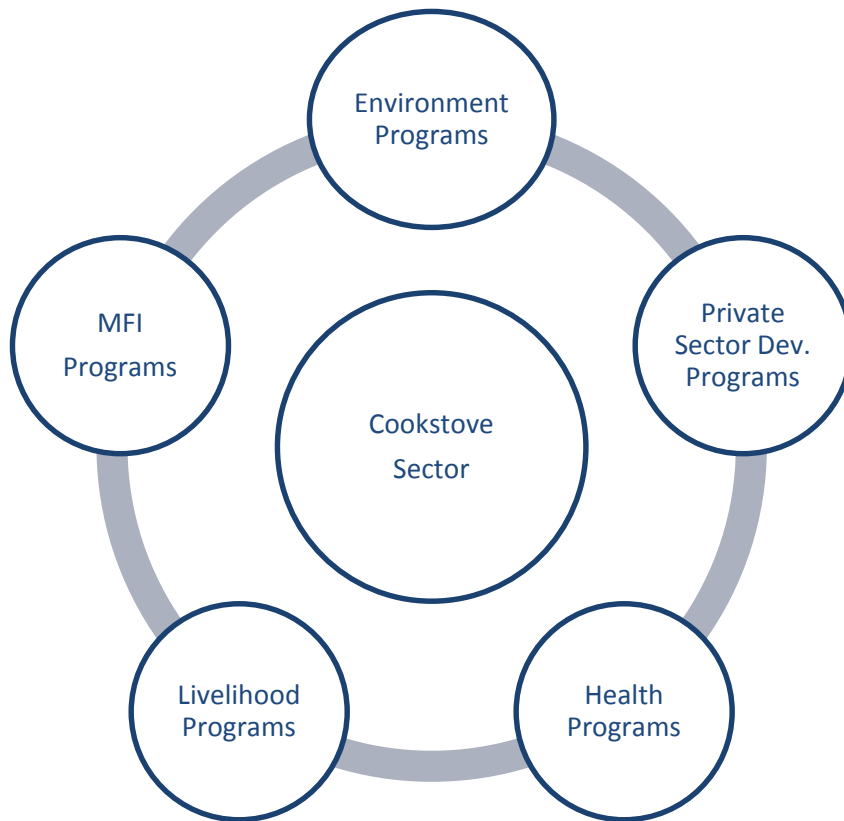 Environment
Programs
MFI
Programs
Private
Sector Dev.
Programs
Cookstove
Sector
Livelihood
Programs
Health
Programs